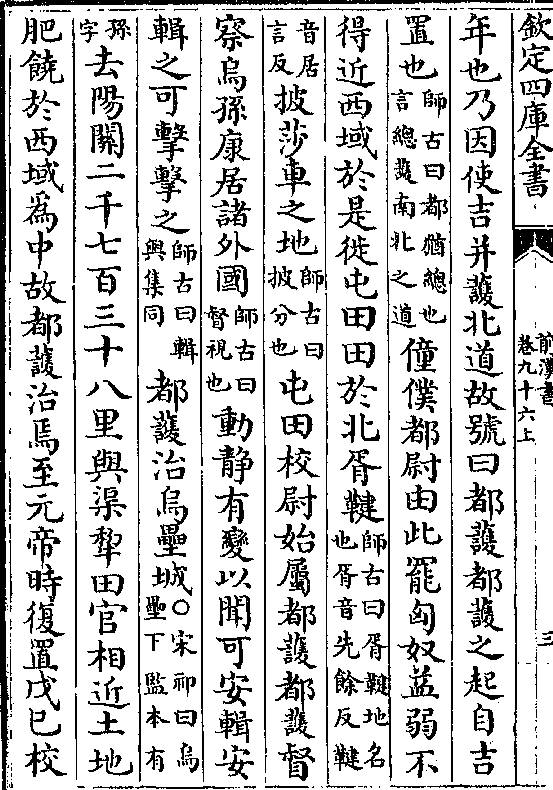 欽定四庫全書
前漢書
卷九十六上
三
年也乃因使吉并護北道故號曰都護都護之起自吉
置也師古曰都猶總也言總護南北之道僮僕都尉由此罷匈奴益弱不
得近西域於是徙屯田田於北胥鞬師古曰胥鞬地名也胥音先餘反鞬
音居言反披莎車之地師古曰披分也屯田校尉始屬都護都護督
察烏孫康居諸外國師古曰督視也動静有變以聞可安輯安
輯之可擊擊之師古曰輯與集同都護治烏壘城○宋祁曰烏壘下監本有
孫字去陽關二千七百三十八里與渠犂田官相近土地
肥饒於西域為中故都護治焉至元帝時復置戊巳校